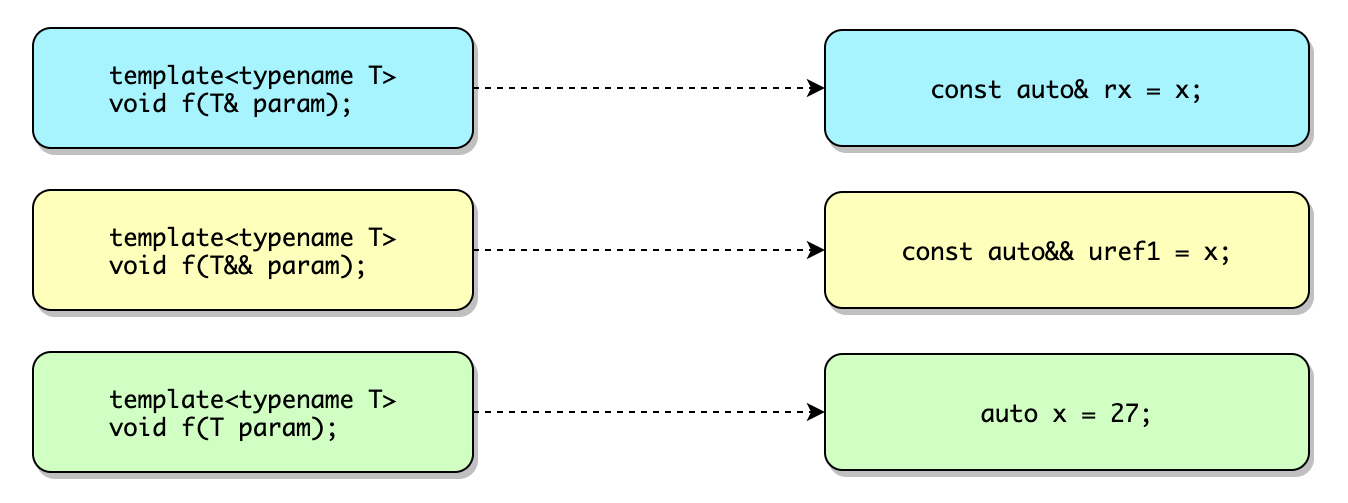 template<typename T>
void f(T& param);
const auto& rx = x;
template<typename T>
void f(T&& param);
const auto&& uref1 = x;
template<typename T>
void f(T param);
auto x = 27;